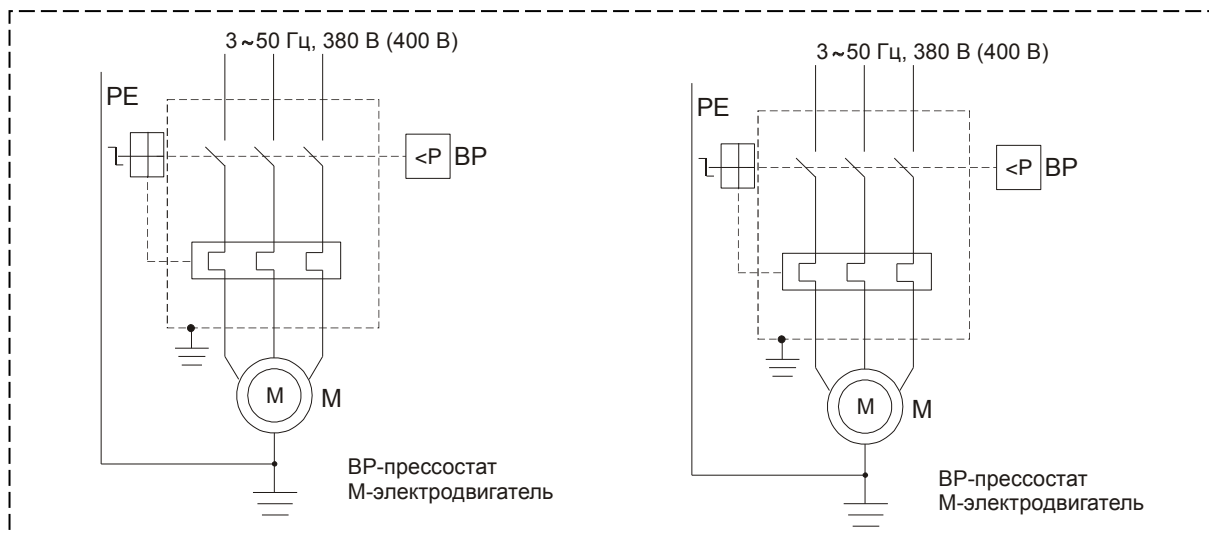 3~50 Гц, 380 В (400 В)
PE
<P BP
M M
BP-прессостат
М-электродвигатель
3~50 Гц, 380 В (400 В)
PE
<P BP
M M
BP-прессостат
М-электродвигатель